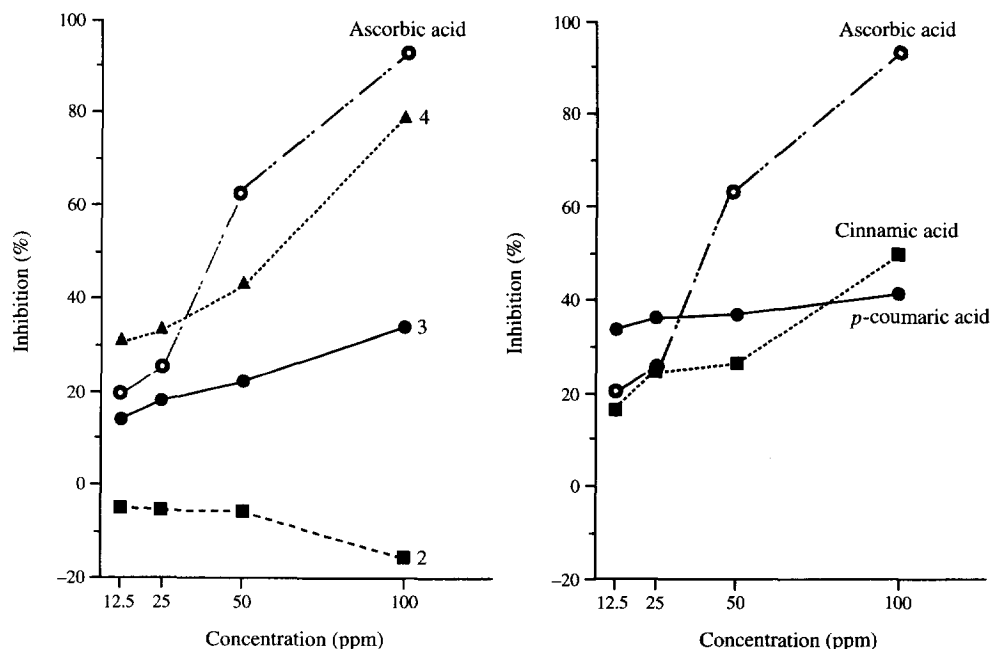 100
80
60
40
20
0
–20
Inhibition (%)
Ascorbic acid
4
3
2
12.5 25 50 100
Concentration (ppm)
100
80
60
40
20
0
–20
Inhibition (%)
Ascorbic acid
Cinnamic acid
p-coumaric acid
12.5 25 50 100
Concentration (ppm)